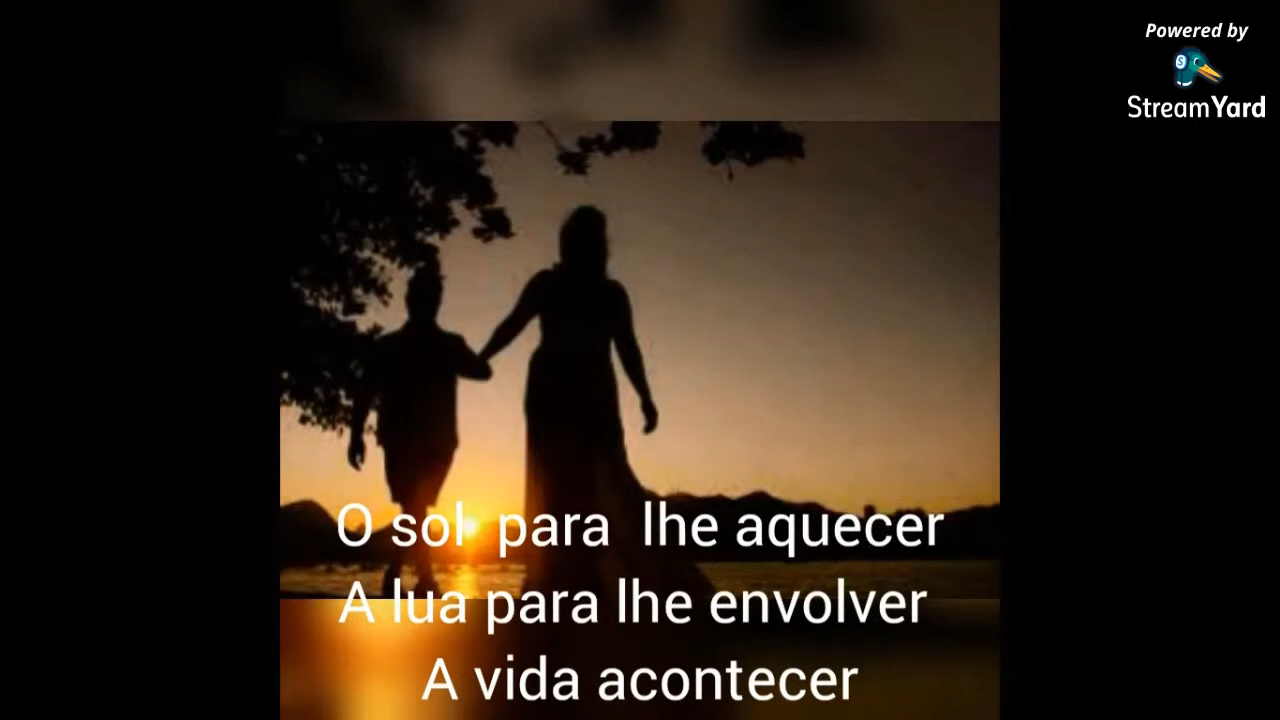 Powered by
StreamYard
O sol para lhe aquecer
A lua para lhe envolver
A vida acontecer